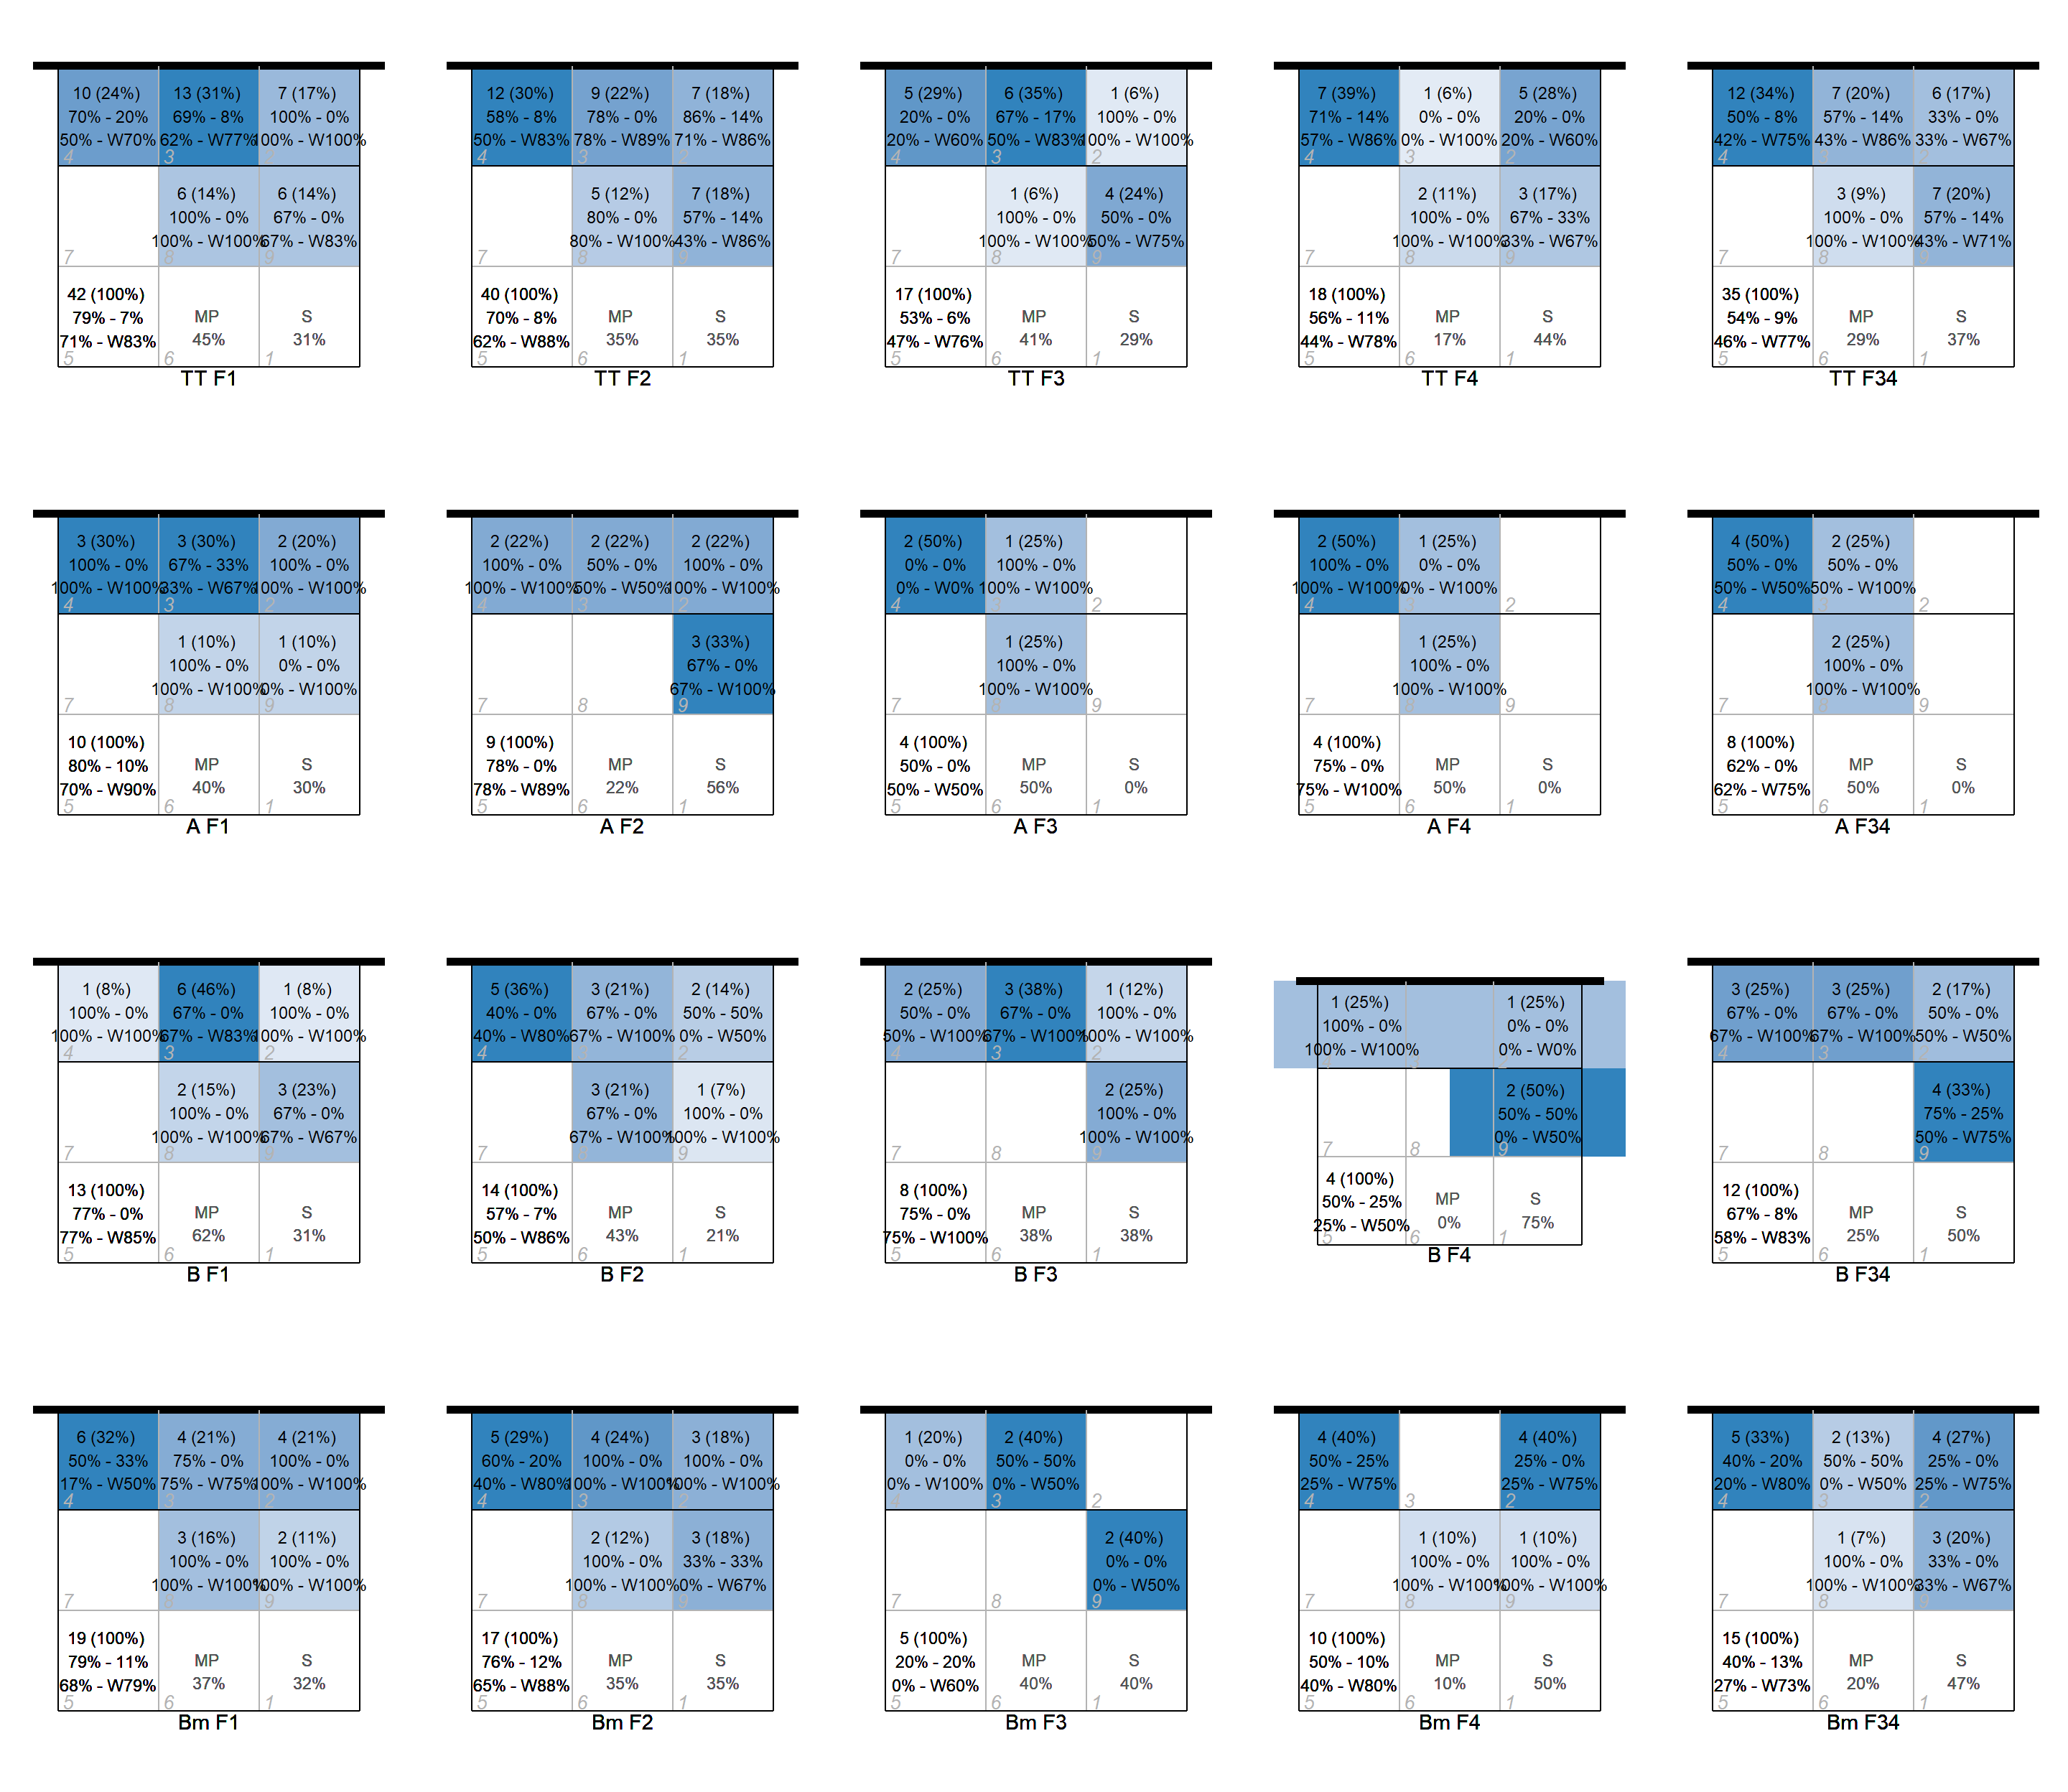 10 (24%) 13 (31%) 7 (17%)
70% - 20% 69% - 8% 100% - 0%
50% - W70% 62% - W77% 100% - W100%
4 3 2
6 (14%) 6 (14%)
100% - 0% 67% - 0%
100% - W100% 67% - W83%
7 8 9
42 (100%)
79% - 7% MP S
71% - W83% 45% 31%
5 6 1
TT F1
12 (30%) 9 (22%) 7 (18%)
58% - 8% 78% - 0% 86% - 14%
50% - W83% 78% - W89% 71% - W86%
4 3 2
5 (12%) 7 (18%)
80% - 0% 57% - 14%
80% - W100% 43% - W86%
7 8 9
40 (100%)
70% - 8% MP S
62% - W88% 35% 35%
5 6 1
TT F2
5 (29%) 6 (35%) 1 (6%)
20% - 0% 67% - 17% 100% - 0%
20% - W60% 50% - W83% 100% - W100%
4 3 2
1 (6%) 4 (24%)
100% - 0% 50% - 0%
100% - W100% 50% - W75%
7 8 9
17 (100%)
53% - 6% MP S
47% - W76% 41% 29%
5 6 1
TT F3
7 (39%) 1 (6%) 5 (28%)
71% - 14% 0% - 0% 20% - 0%
57% - W86% 0% - W100% 20% - W60%
4 3 2
2 (11%) 3 (17%)
100% - 0% 67% - 33%
100% - W100% 33% - W67%
7 8 9
18 (100%)
56% - 11% MP S
44% - W78% 17% 44%
5 6 1
TT F4
12 (34%) 7 (20%) 6 (17%)
50% - 8% 57% - 14% 33% - 0%
42% - W75% 43% - W86% 33% - W67%
4 3 2
3 (9%) 7 (20%)
100% - 0% 57% - 14%
100% - W100% 43% - W71%
7 8 9
35 (100%)
54% - 9% MP S
46% - W77% 29% 37%
5 6 1
TT F34
3 (30%) 3 (30%) 2 (20%)
100% - 0% 67% - 33% 100% - 0%
100% - W100% 33% - W67% 100% - W100%
4 3 2
1 (10%) 1 (10%)
100% - 0% 0% - 0%
100% - W100% 0% - W100%
7 8 9
10 (100%)
80% - 10% MP S
70% - W90% 40% 30%
5 6 1
A F1
2 (22%) 2 (22%) 2 (22%)
100% - 0% 50% - 0% 100% - 0%
100% - W100% 50% - W50% 100% - W100%
4 3 2
3 (33%)
67% - 0%
67% - W100%
7 8 9
9 (100%)
78% - 0% MP S
78% - W89% 22% 56%
5 6 1
A F2
2 (50%) 1 (25%)
0% - 0% 100% - 0%
0% - W0% 100% - W100%
4 3 2
1 (25%)
100% - 0%
100% - W100%
7 8 9
4 (100%)
50% - 0% MP S
50% - W50% 50% 0%
5 6 1
A F3
2 (50%) 1 (25%)
100% - 0% 0% - 0%
100% - W100% 0% - W100%
4 3 2
1 (25%)
100% - 0%
100% - W100%
7 8 9
4 (100%)
75% - 0% MP S
75% - W100% 50% 0%
5 6 1
A F4
4 (50%) 2 (25%)
50% - 0% 50% - 0%
50% - W50% 50% - W100%
4 3 2
2 (25%)
100% - 0%
100% - W100%
7 8 9
8 (100%)
62% - 0% MP S
62% - W75% 50% 0%
5 6 1
A F34
1 (8%) 6 (46%) 1 (8%)
100% - 0% 67% - 0% 100% - 0%
100% - W100% 67% - W83% 100% - W100%
4 3 2
2 (15%) 3 (23%)
100% - 0% 67% - 0%
100% - W100% 67% - W67%
7 8 9
13 (100%)
77% - 0% MP S
77% - W85% 62% 31%
5 6 1
B F1
5 (36%) 3 (21%) 2 (14%)
40% - 0% 67% - 0% 50% - 50%
40% - W80% 67% - W100% 0% - W50%
4 3 2
3 (21%) 1 (7%)
67% - 0% 100% - 0%
67% - W100% 100% - W100%
7 8 9
14 (100%)
57% - 7% MP S
50% - W86% 43% 21%
5 6 1
B F2
2 (25%) 3 (38%) 1 (12%)
50% - 0% 67% - 0% 100% - 0%
50% - W100% 67% - W100% 100% - W100%
4 3 2
2 (25%)
100% - 0%
100% - W100%
7 8 9
8 (100%)
75% - 0% MP S
75% - W100% 38% 38%
5 6 1
B F3
1 (25%) 1 (25%)
100% - 0% 0% - 0%
100% - W100% 0% - W0%
2 (50%)
50% - 50%
0% - W50%
7 8 9
4 (100%)
50% - 25% MP S
25% - W50% 0% 75%
5 6 1
B F4
3 (25%) 3 (25%) 2 (17%)
67% - 0% 67% - 0% 50% - 0%
67% - W100% 67% - W100% 50% - W50%
4 3 2
4 (33%)
75% - 25%
50% - W75%
7 8 9
12 (100%)
67% - 8% MP S
58% - W83% 25% 50%
5 6 1
B F34
6 (32%) 4 (21%) 4 (21%)
50% - 33% 75% - 0% 100% - 0%
17% - W50% 75% - W75% 100% - W100%
4 3 2
3 (16%) 2 (11%)
100% - 0% 100% - 0%
100% - W100% 100% - W100%
7 8 9
19 (100%)
79% - 11% MP S
68% - W79% 37% 32%
5 6 1
Bm F1
5 (29%) 4 (24%) 3 (18%)
60% - 20% 100% - 0% 100% - 0%
40% - W80% 100% - W100% 100% - W100%
4 3 2
2 (12%) 3 (18%)
100% - 0% 33% - 33%
100% - W100% 0% - W67%
7 8 9
17 (100%)
76% - 12% MP S
65% - W88% 35% 35%
5 6 1
Bm F2
1 (20%) 2 (40%)
0% - 0% 50% - 50%
0% - W100% 0% - W50%
4 3 2
2 (40%)
0% - 0%
0% - W50%
7 8 9
5 (100%)
20% - 20% MP S
0% - W60% 40% 40%
5 6 1
Bm F3
4 (40%) 4 (40%)
50% - 25% 25% - 0%
25% - W75% 25% - W75%
4 3 2
1 (10%) 1 (10%)
100% - 0% 100% - 0%
100% - W100% 100% - W100%
7 8 9
10 (100%)
50% - 10% MP S
40% - W80% 10% 50%
5 6 1
Bm F4
5 (33%) 2 (13%) 4 (27%)
40% - 20% 50% - 50% 25% - 0%
20% - W80% 0% - W50% 25% - W75%
4 3 2
1 (7%) 3 (20%)
100% - 0% 33% - 0%
100% - W100% 33% - W67%
7 8 9
15 (100%)
40% - 13% MP S
27% - W73% 20% 47%
5 6 1
Bm F34